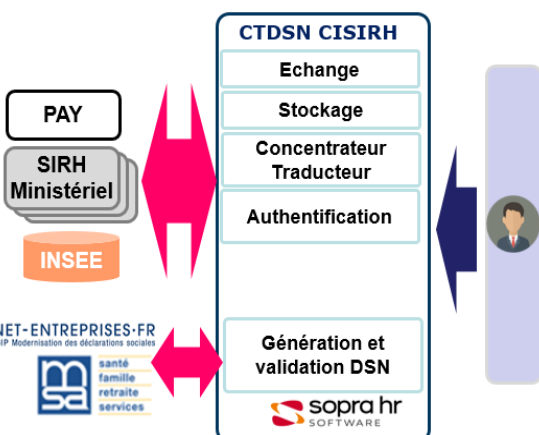 CTDSN CISIRH
Echange
Stockage
Concentrateur
Traducteur
Authentification
Génération et
validation DSN
sopra hr
SOFTWARE
PAY
SIRH
Ministériel
INSEE
NET-ENTREPRISES·FR
GIP Modernisation des déclarations sociales
msa
santé
famille
retraite
services